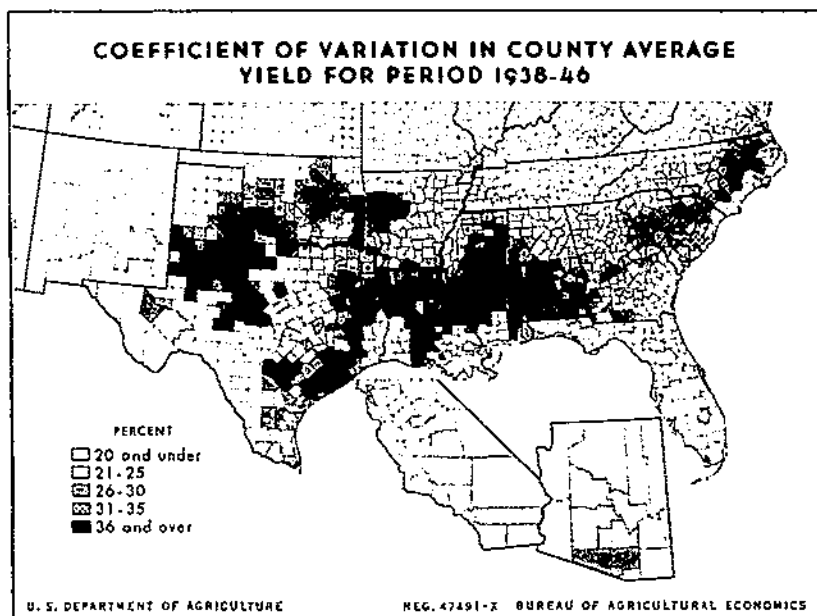 COEFFICIENT OF VARIATION IN COUNTY AVERAGE
YIELD FOR PERIOD 1938-46
PERCENT
20 and under
21-25
26-30
31-35
36 and over
U. S. DEPARTMENT OF AGRICULTURE
NEG. 47491-X BUREAU OF AGRICULTURAL ECONOMICS